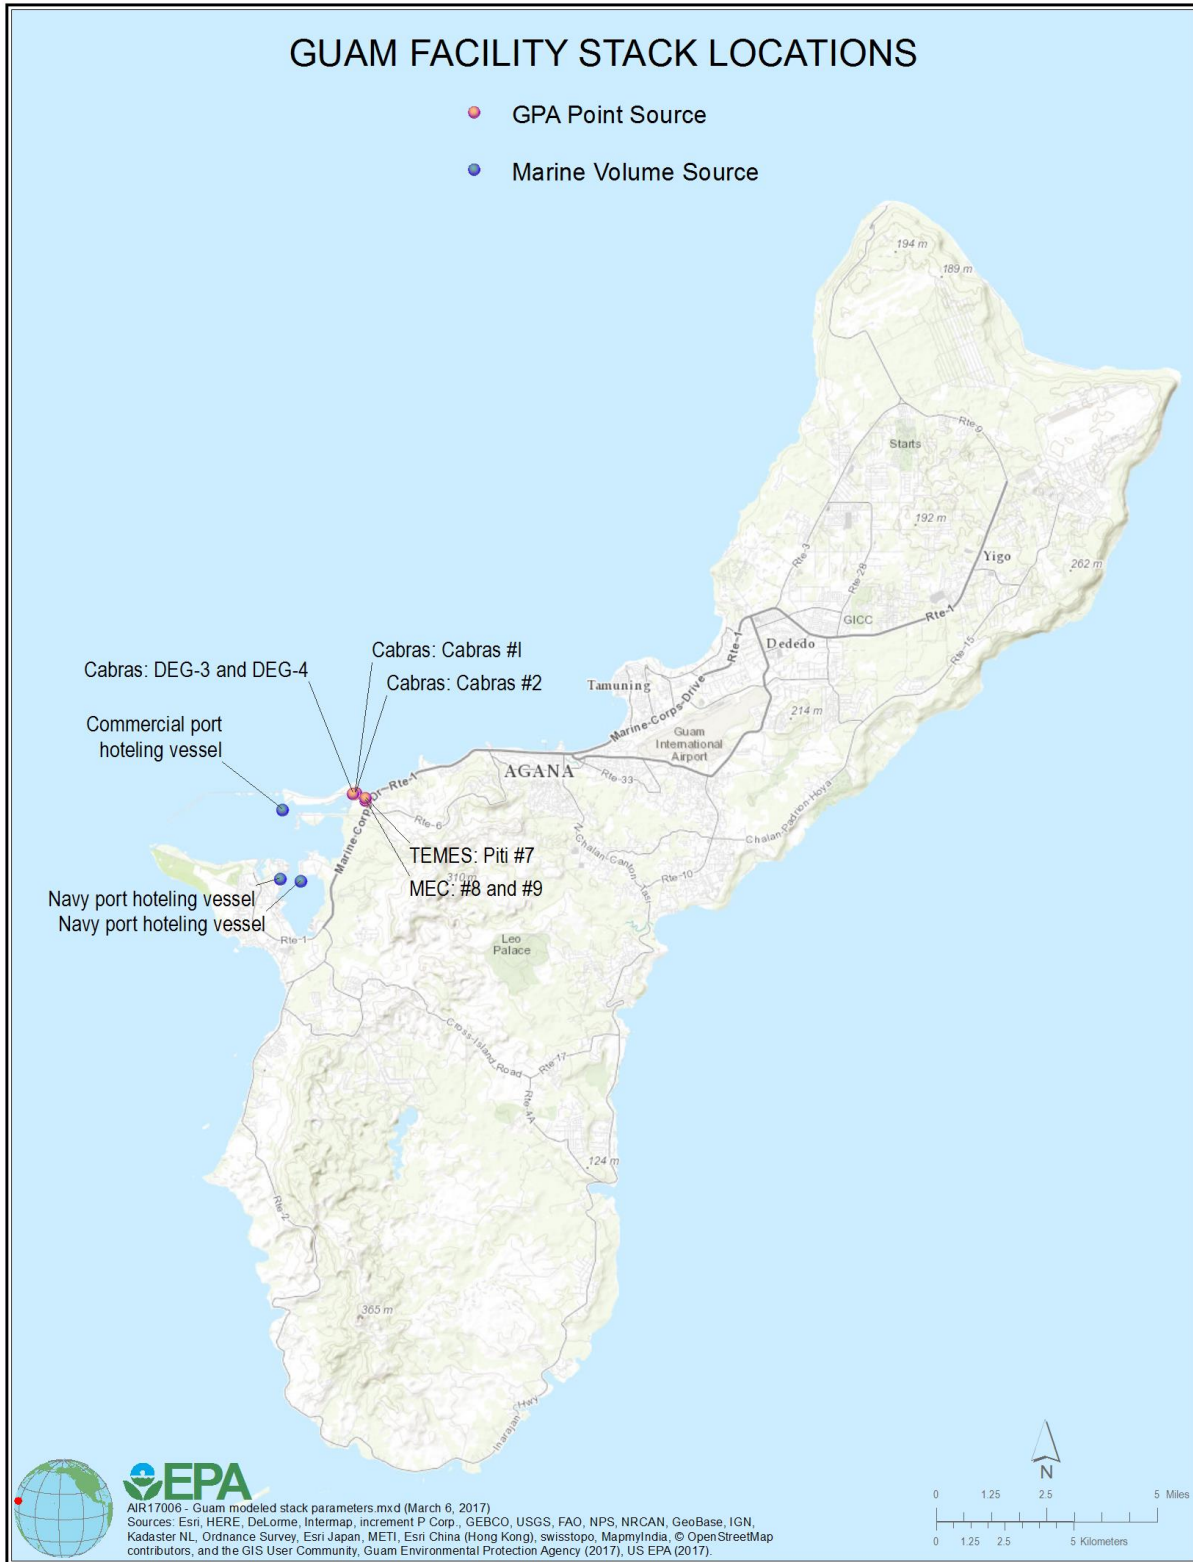 GUAM FACILITY STACK LOCATIONS
GPA Point Source
Marine Volume Source
194 m
189 m
Rte-9
Starts
192 m
Rte-3
Rte-28
Yigo
262 m
GICC
Rte-1
Rte-15
Rte-1
Dededo
Cabras: Cabras #I
Cabras: DEG-3 and DEG-4
Cabras: Cabras #2
Tamuning
Marine-Corps-Drive
214 m
Commercial port
hoteling vessel
Guam
International
Airport
AGANA
Rte-33
Marine-Corps-Dr-Rte-1
Rte-6
Chalan-Padrion-Hoya
TEMES: Piti #7
310 m
MEC: #8 and #9
Rte-10
Navy port hoteling vessel
Navy port hoteling vessel
Rte-1
Leo
Palace
Cross-Island Road
Rte-17
Rte-4A
124 m
Rte-2
365 m
Inarajan Hwy
N
EPA
AIR17006 - Guam modeled stack parameters.mxd (March 6, 2017)
Sources: Esri, HERE, DeLorme, Intermap, increment P Corp., GEBCO, USGS, FAO, NPS, NRCAN, GeoBase, IGN,
Kadaster NL, Ordnance Survey, Esri Japan, METI, Esri China (Hong Kong), swisstopo, MapmyIndia, © OpenStreetMap
contributors, and the GIS User Community, Guam Environmental Protection Agency (2017), US EPA (2017).
0 1.25 2.5 5 Miles
0 1.25 2.5 5 Kilometers